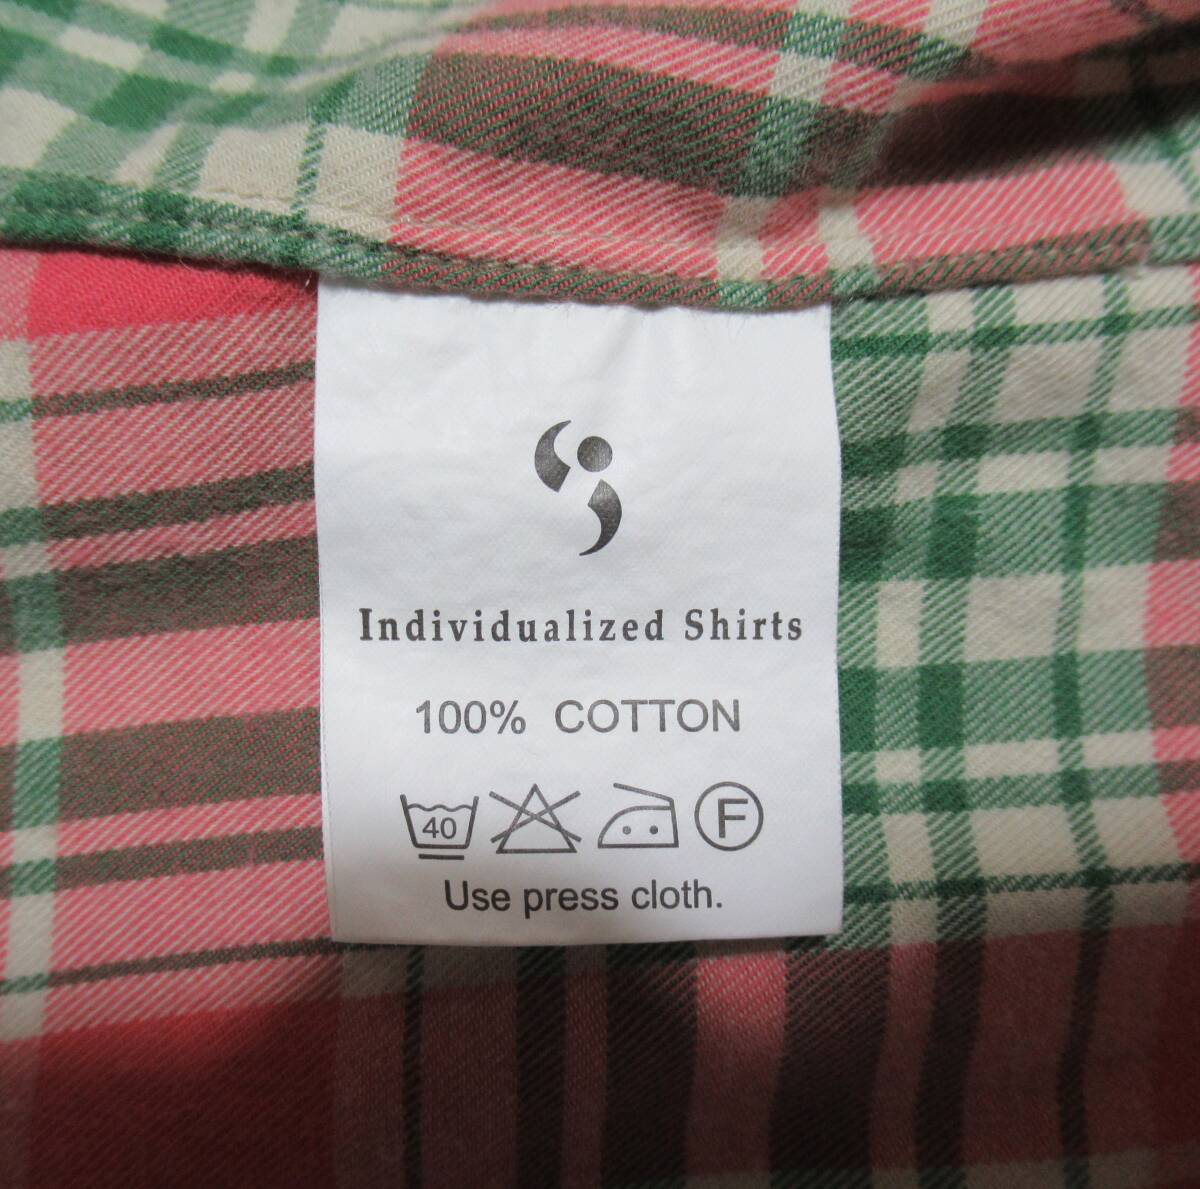 Individualized Shirts
100% COTTON
40 F
Use press cloth.